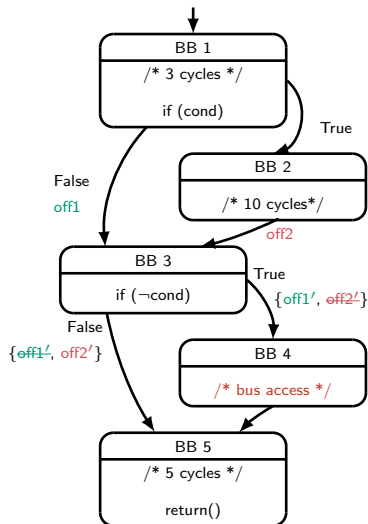 BB 1
/* 3 cycles */
if (cond)
True
BB 2
/* 10 cycles*/
False
off1
off2
BB 3
if (¬cond)
True
{off1′, off2′}
False
{off1′, off2′}
BB 4
/* bus access */
BB 5
/* 5 cycles */
return()